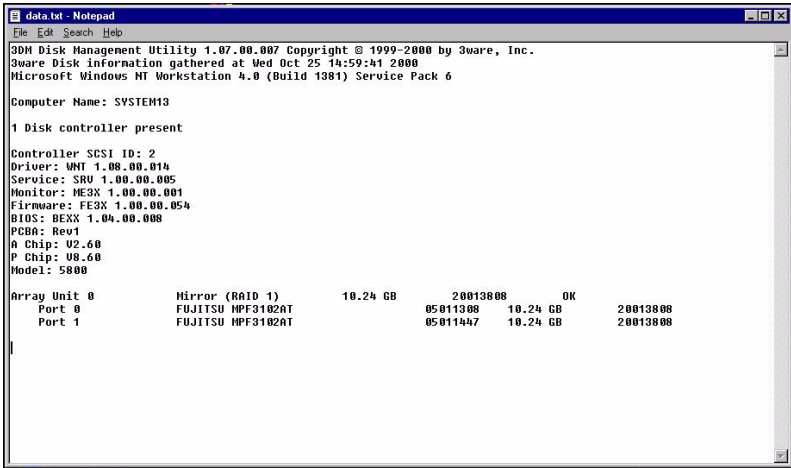 data.txt - Notepad
File Edit Search Help
3DM Disk Management Utility 1.07.00.007 Copyright © 1999-2000 by 3ware, Inc.
3ware Disk information gathered at Wed Oct 25 14:59:41 2000
Microsoft Windows NT Workstation 4.0 (Build 1381) Service Pack 6
Computer Name: SYSTEM13
1 Disk controller present
Controller SCSI ID: 2
Driver: WNT 1.08.00.014
Service: SRV 1.00.00.005
Monitor: ME3X 1.00.00.001
Firmware: FE3X 1.00.00.054
BIOS: BEXX 1.04.00.008
PCBA: Rev1
A Chip: V2.60
P Chip: V8.60
Model: 5800
Array Unit 0 Mirror (RAID 1) 10.24 GB 20013808 OK
Port 0 FUJITSU MPF3102AT 05011308 10.24 GB 20013808
Port 1 FUJITSU MPF3102AT 05011447 10.24 GB 20013808